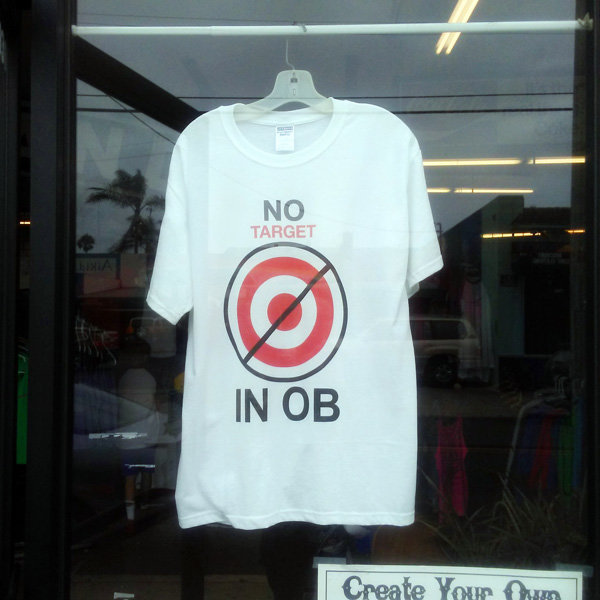 NO
TARGET
IN OB
Create Your Own